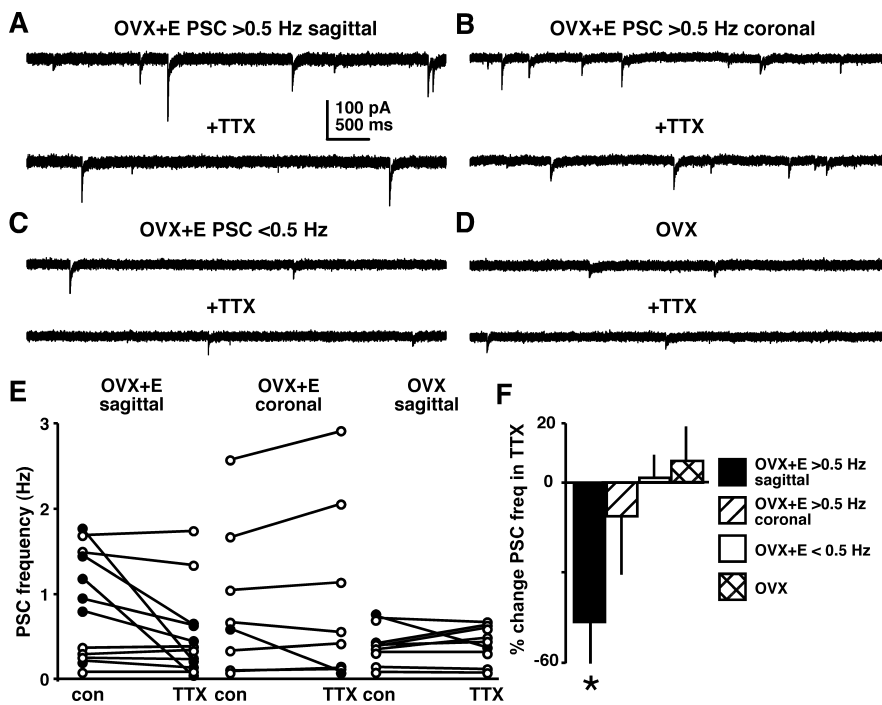 A
OVX+E PSC >0.5 Hz sagittal
B
OVX+E PSC >0.5 Hz coronal
100 pA
500 ms
+TTX
+TTX
C
OVX+E PSC <0.5 Hz
D
OVX
+TTX
+TTX
E
OVX+E
sagittal
OVX+E
coronal
OVX
sagittal
PSC frequency (Hz)
3
2
1
0
con
TTX
con
TTX
con
TTX
F
% change PSC freq in TTX
20
0
-60
*
OVX+E >0.5 Hz
sagittal
OVX+E >0.5Hz
coronal
OVX+E < 0.5 Hz
OVX